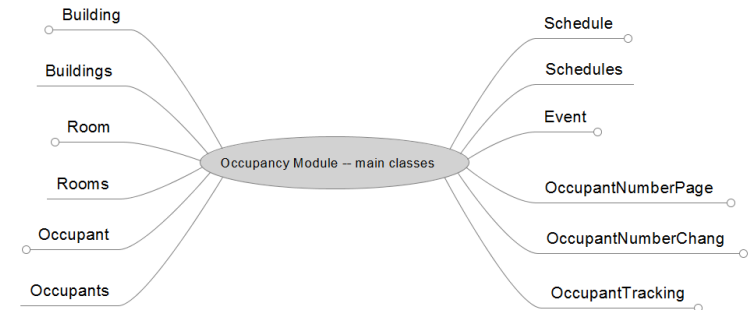 Building
Buildings
Room
Rooms
Occupant
Occupants
Occupancy Module -- main classes
Schedule
Schedules
Event
OccupantNumberPage
OccupantNumberChang
OccupantTracking